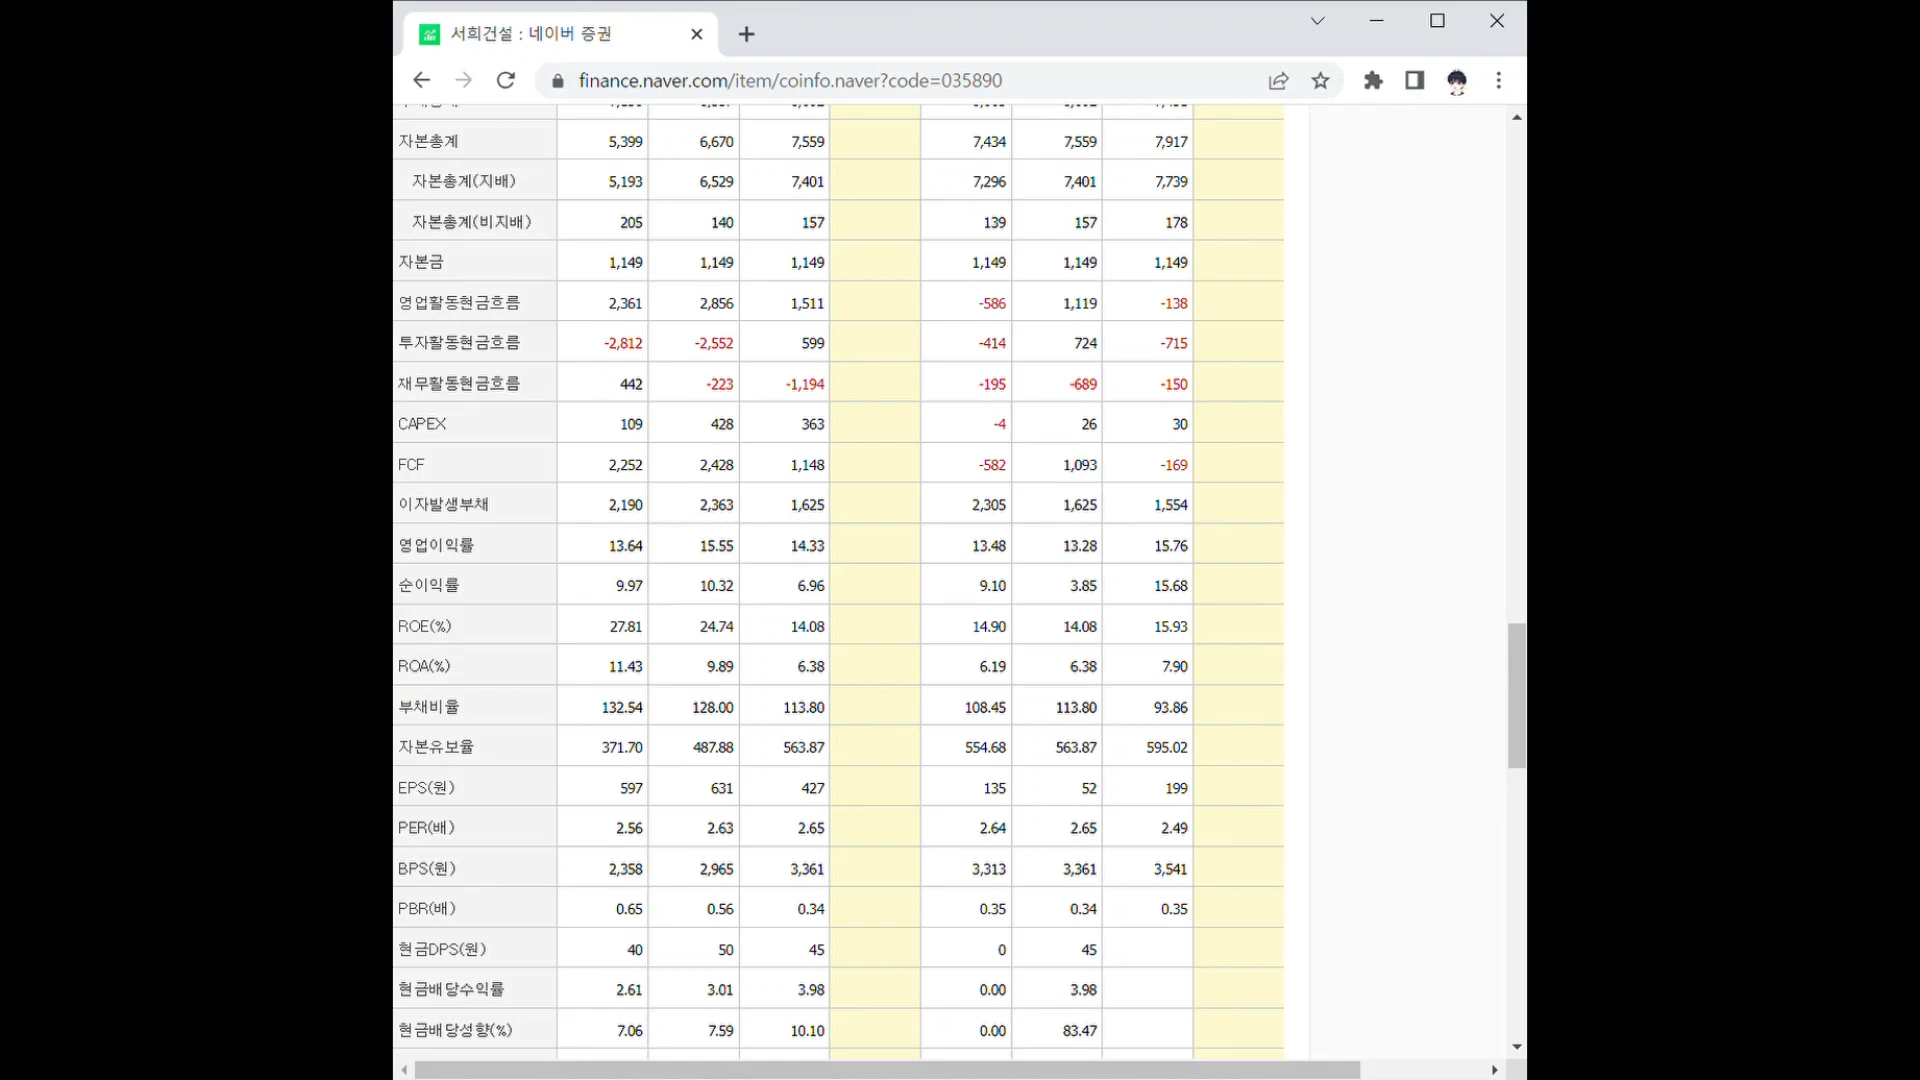 서희건설 : 네이버 증권
finance.naver.com/item/coinfo.naver?code=035890
자본총계 5,399 6,670 7,559 7,434 7,559 7,917
자본총계(지배) 5,193 6,529 7,401 7,296 7,401 7,739
자본총계(비지배) 205 140 157 139 157 178
자본금 1,149 1,149 1,149 1,149 1,149 1,149
영업활동현금흐름 2,361 2,856 1,511 -586 1,119 -138
투자활동현금흐름 -2,812 -2,552 599 -414 724 -715
재무활동현금흐름 442 -223 -1,194 -195 -689 -150
CAPEX 109 428 363 -4 26 30
FCF 2,252 2,428 1,148 -582 1,093 -169
이자발생부채 2,190 2,363 1,625 2,305 1,625 1,554
영업이익률 13.64 15.55 14.33 13.48 13.28 15.76
순이익률 9.97 10.32 6.96 9.10 3.85 15.68
ROE(%) 27.81 24.74 14.08 14.90 14.08 15.93
ROA(%) 11.43 9.89 6.38 6.19 6.38 7.90
부채비율 132.54 128.00 113.80 108.45 113.80 93.86
자본유보율 371.70 487.88 563.87 554.68 563.87 595.02
EPS(원) 597 631 427 135 52 199
PER(배) 2.56 2.63 2.65 2.64 2.65 2.49
BPS(원) 2,358 2,965 3,361 3,313 3,361 3,541
PBR(배) 0.65 0.56 0.34 0.35 0.34 0.35
현금DPS(원) 40 50 45 0 45
현금배당수익률 2.61 3.01 3.98 0.00 3.98
현금배당성향(%) 7.06 7.59 10.10 0.00 83.47